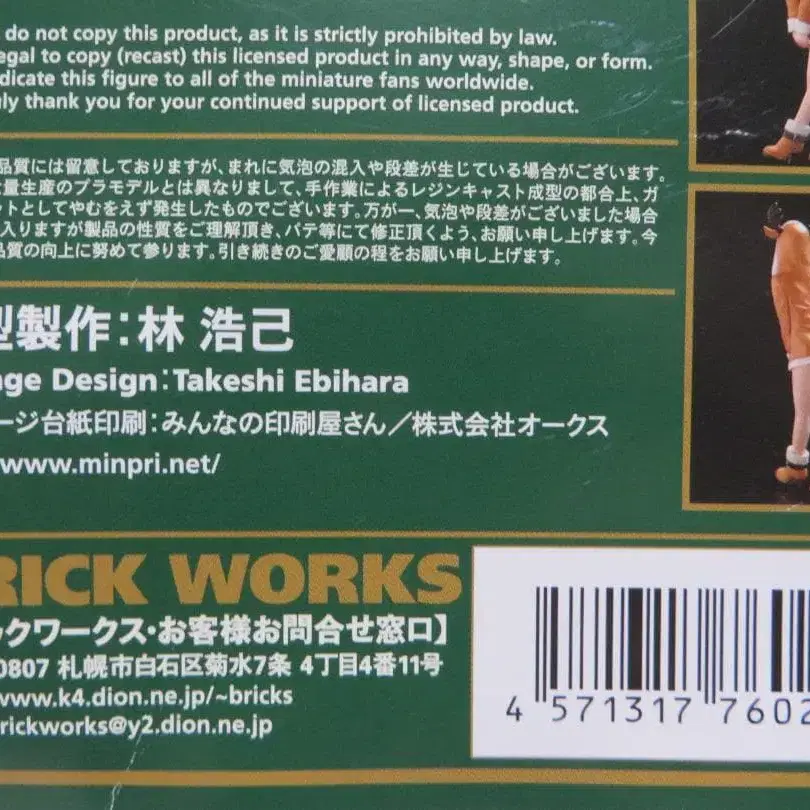 do not copy this product, as it is strictly prohibited by law.
egal to copy (recast) this licensed product in any way, shape, or form.
dicate this figure to all of the miniature fans worldwide.
ly thank you for your continued support of licensed product.
品質には留意しておりますが、まれに気泡の混入や段差が生じている場合がございます。
量生産のプラモデルとは異なりまして、手作業によるレジンキャスト成型の都合上、ガ
ットとしてやむをえず発生したものでございます。万が一、気泡や段差がございました場合
入りますが製品の性質をご理解頂き、パテ等にて修正頂くよう、お願い申し上げます。今
品質の向上に努めて参ります。引き続きのご愛顧の程をお願い申し上げます。
型製作：林 浩己
age Design：Takeshi Ebihara
ージ台紙印刷：みんなの印刷屋さん／株式会社オークス
www.minpri.net/
RICK WORKS
ックワークス・お客様お問合せ窓口】
0807 札幌市白石区菊水7条 4丁目4番11号
www.k4.dion.ne.jp/~bricks
rickworks@y2.dion.ne.jp
4 571317 7602